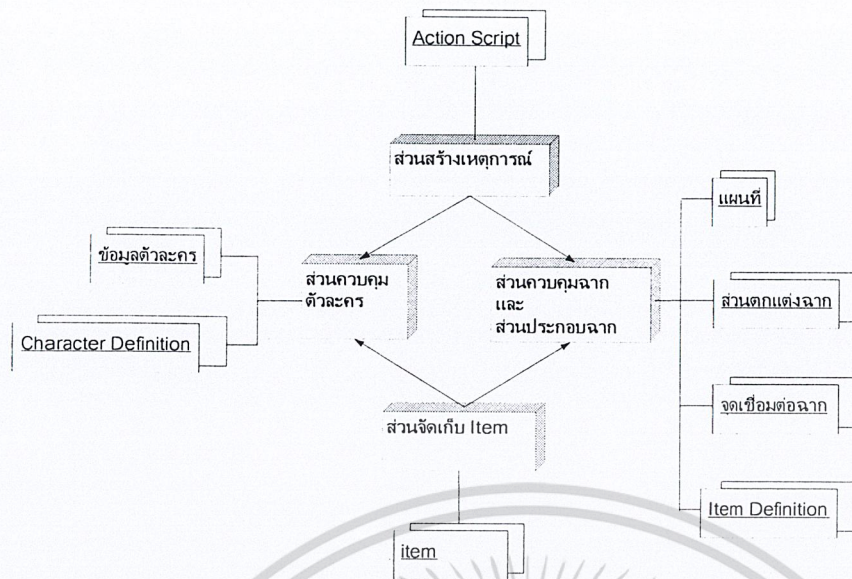 Action Script
ส่วนสร้างเหตุการณ์
แผนที่
ข้อมูลตัวละคร
ส่วนควบคุม
ตัวละคร
ส่วนควบคุมฉาก
และ
ส่วนประกอบฉาก
ส่วนตกแต่งฉาก
Character Definition
จุดเชื่อมต่อฉาก
ส่วนจัดเก็บ Item
Item Definition
item